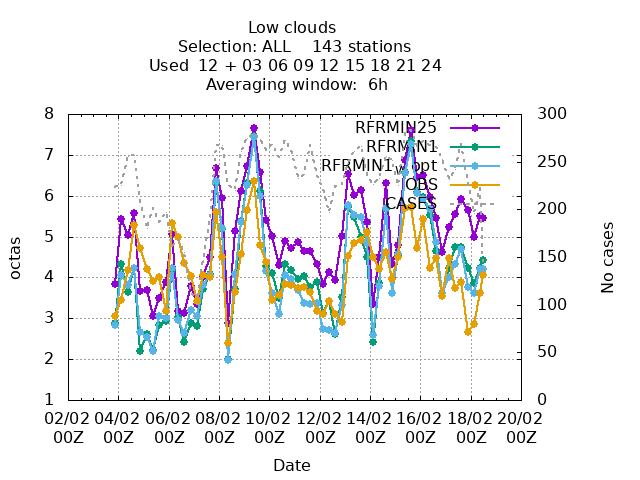 Low clouds
Selection: ALL 143 stations
Used 12 + 03 06 09 12 15 18 21 24
Averaging window: 6h
8 300
RFRMIN25
7 RFRMIN1 250
RFRMIN1wopt
OBS
6 CASES 200
5 150
4
3 100
2 50
1 0
octas
No cases
02/02 04/02 06/02 08/02 10/02 12/02 14/02 16/02 18/02 20/02
00Z 00Z 00Z 00Z 00Z 00Z 00Z 00Z 00Z 00Z
Date